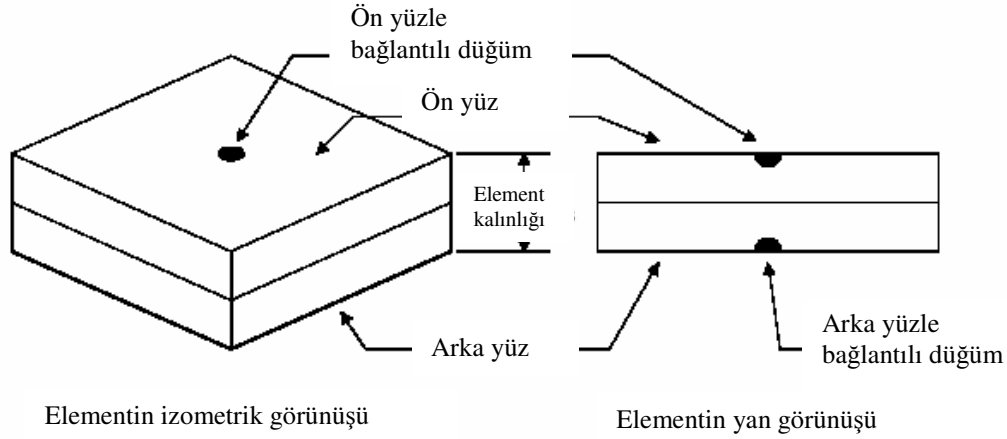 Ön yüzle
bağlantılı düğüm
Ön yüz
Element
kalınlığı
Arka yüz
Arka yüzle
bağlantılı düğüm
Elementin izometrik görünüşü
Elementin yan görünüşü